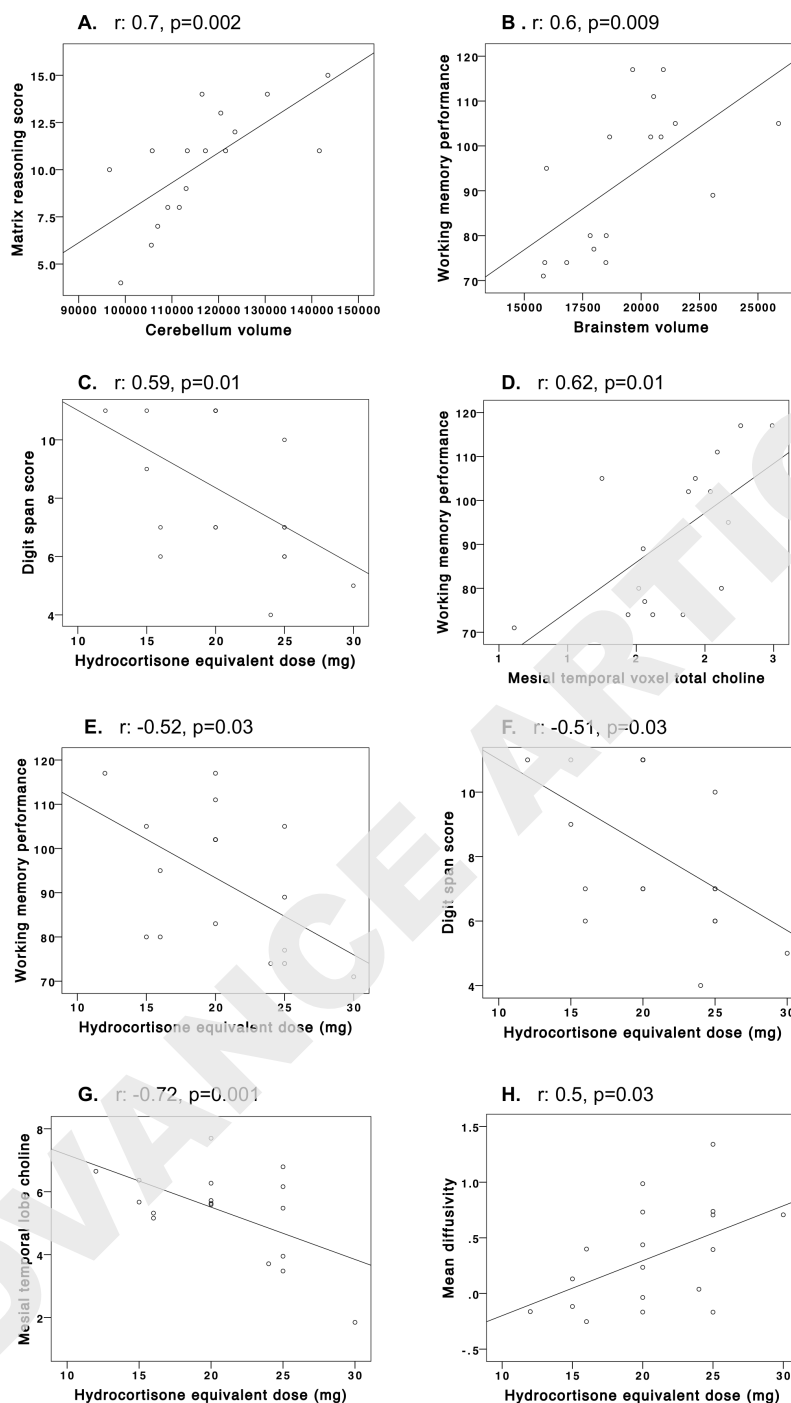 A. r: 0.7, p=0.002
Matrix reasoning score
15.0
12.5
10.0
7.5
5.0
90000 100000 110000 120000 130000 140000 150000
Cerebellum volume
B . r: 0.6, p=0.009
Working memory performance
120
110
100
90
80
70
15000 17500 20000 22500 25000
Brainstem volume
C. r: 0.59, p=0.01
Digit span score
10
8
6
4
10 15 20 25 30
Hydrocortisone equivalent dose (mg)
D. r: 0.62, p=0.01
Working memory performance
120
110
100
90
80
70
1 1 2 2 3
Mesial temporal voxel total choline
E. r: -0.52, p=0.03
Working memory performance
120
110
100
90
80
70
10 15 20 25 30
Hydrocortisone equivalent dose (mg)
F. r: -0.51, p=0.03
Digit span score
10
8
6
4
10 15 20 25 30
Hydrocortisone equivalent dose (mg)
G. r: -0.72, p=0.001
Mesial temporal lobe choline
8
6
4
2
10 15 20 25 30
Hydrocortisone equivalent dose (mg)
H. r: 0.5, p=0.03
Mean diffusivity
1.5
1.0
.5
.0
-.5
10 15 20 25 30
Hydrocortisone equivalent dose (mg)
DVANCE ARTIC